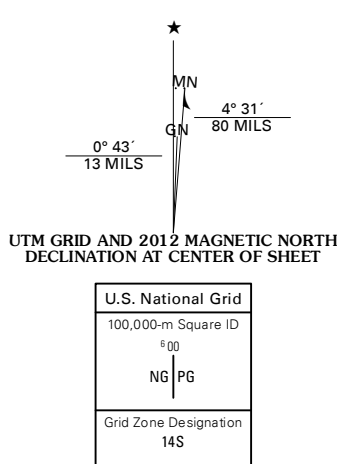 ★
MN
4° 31´
80 MILS
GN
0° 43´
13 MILS
UTM GRID AND 2012 MAGNETIC NORTH
DECLINATION AT CENTER OF SHEET
U.S. National Grid
100,000-m Square ID
⁶00
NG PG
Grid Zone Designation
14S